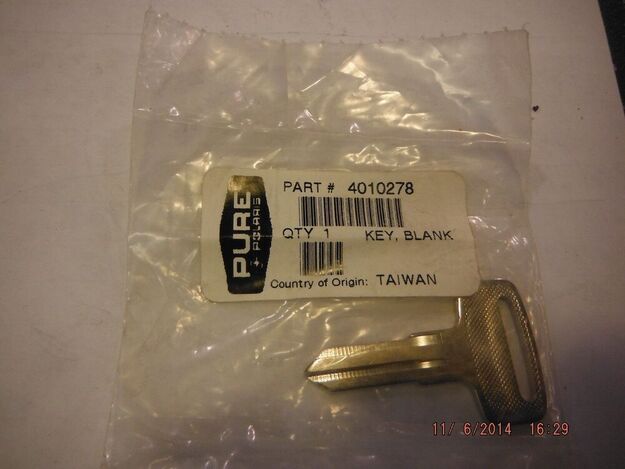 PURE
POLARIS
PART # 4010278
QTY 1 KEY, BLANK
Country of Origin: TAIWAN
11/ 6/2014 16:29